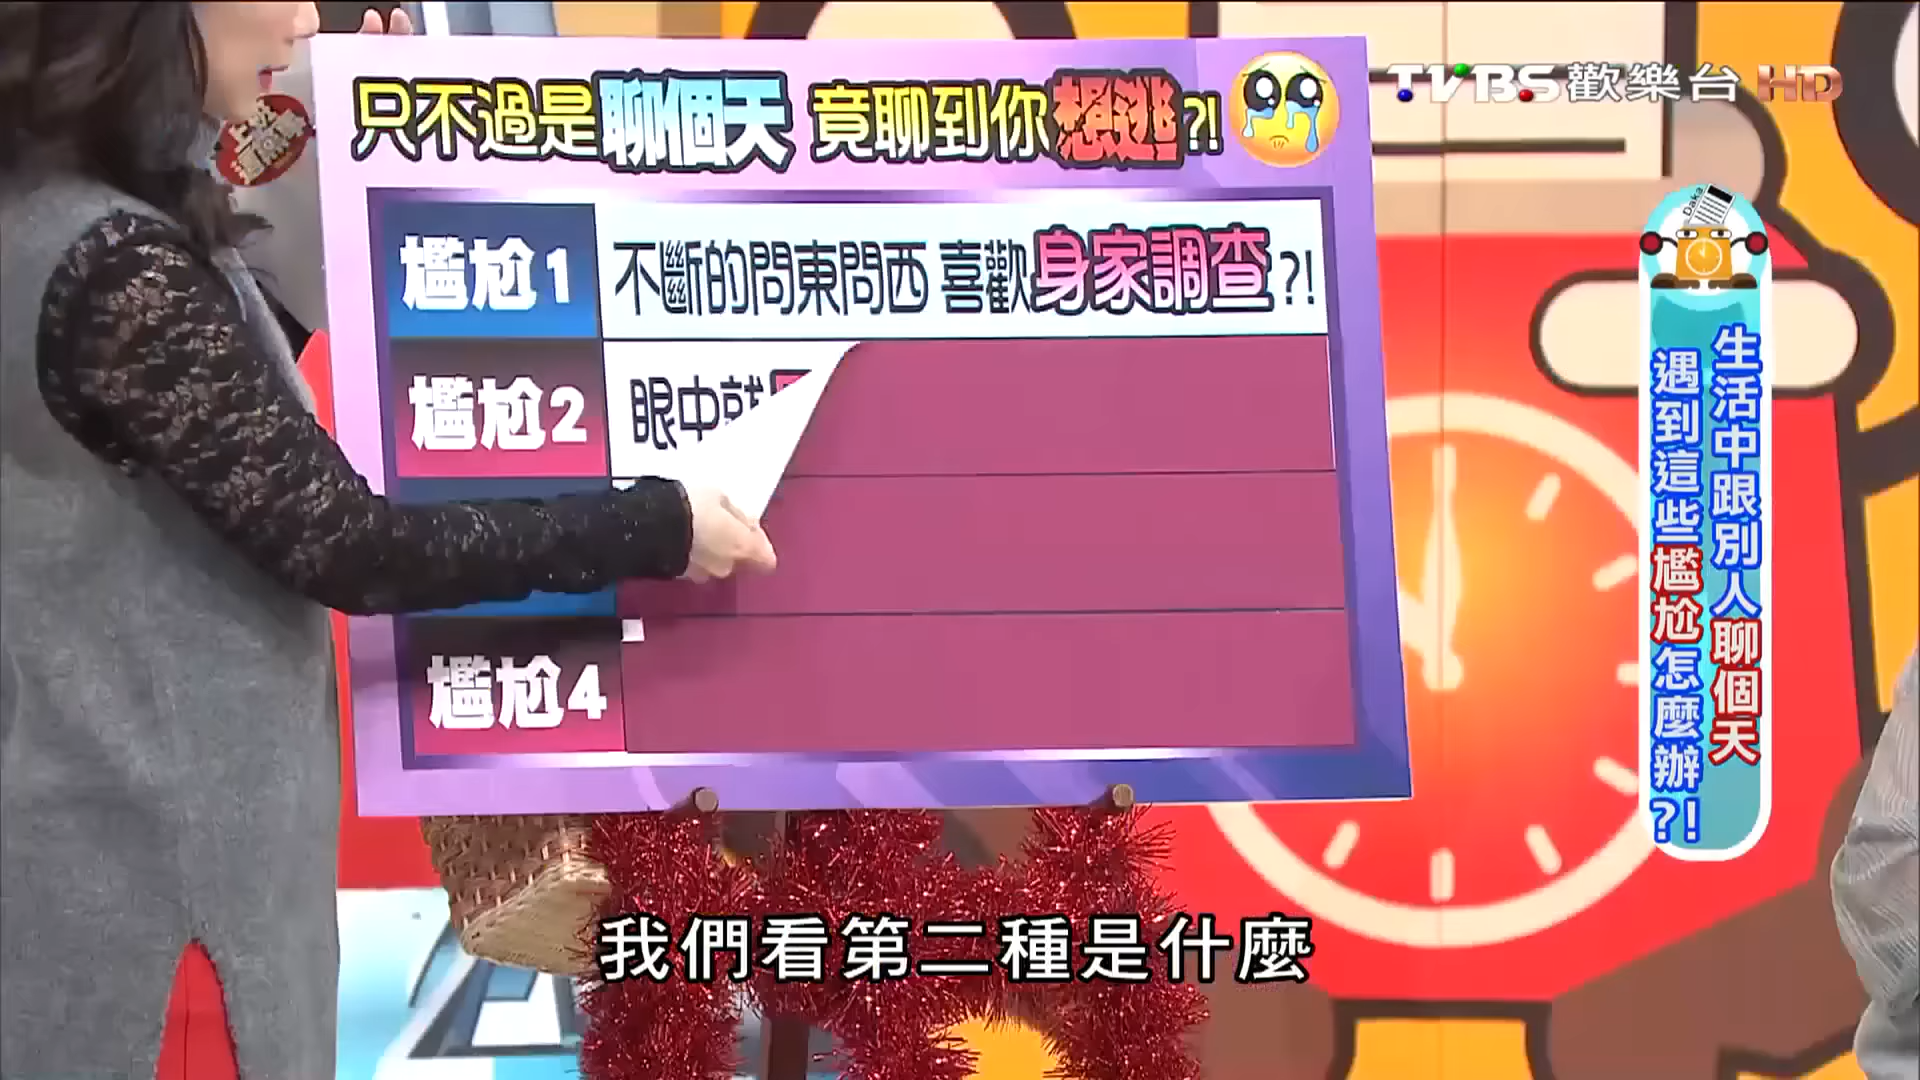 只不過是聊個天 竟聊到你想逃?!
TVBS歡樂台 HD
尷尬1 不斷的問東問西 喜歡身家調查?!
尷尬2 眼中就
尷尬4
Daka
生活中跟別人聊個天
遇到這些尷尬怎麼辦?!
我們看第二種是什麼